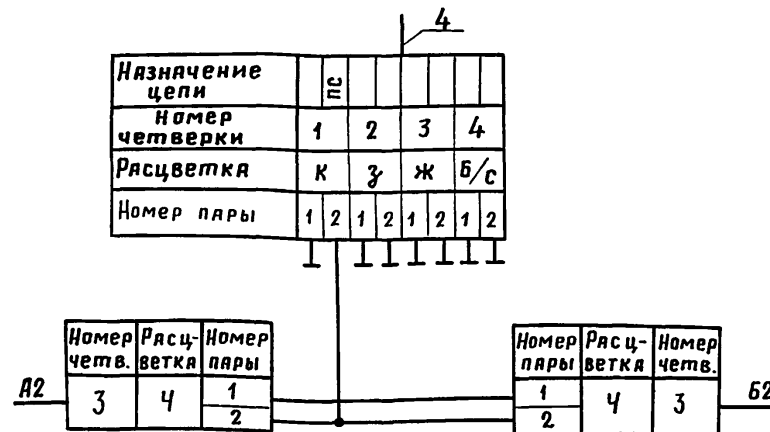 4
Назначение
цепи
ПС
Номер
четверки
1 2 3 4
Расцветка
К З Ж Б/С
Номер пары
1 2 1 2 1 2 1 2
Номер
четв.
Расц-
ветка
Номер
пары
А2
3
Ч
1
2
Номер
пары
Расц-
ветка
Номер
четв.
1
2
Ч
3
Б2